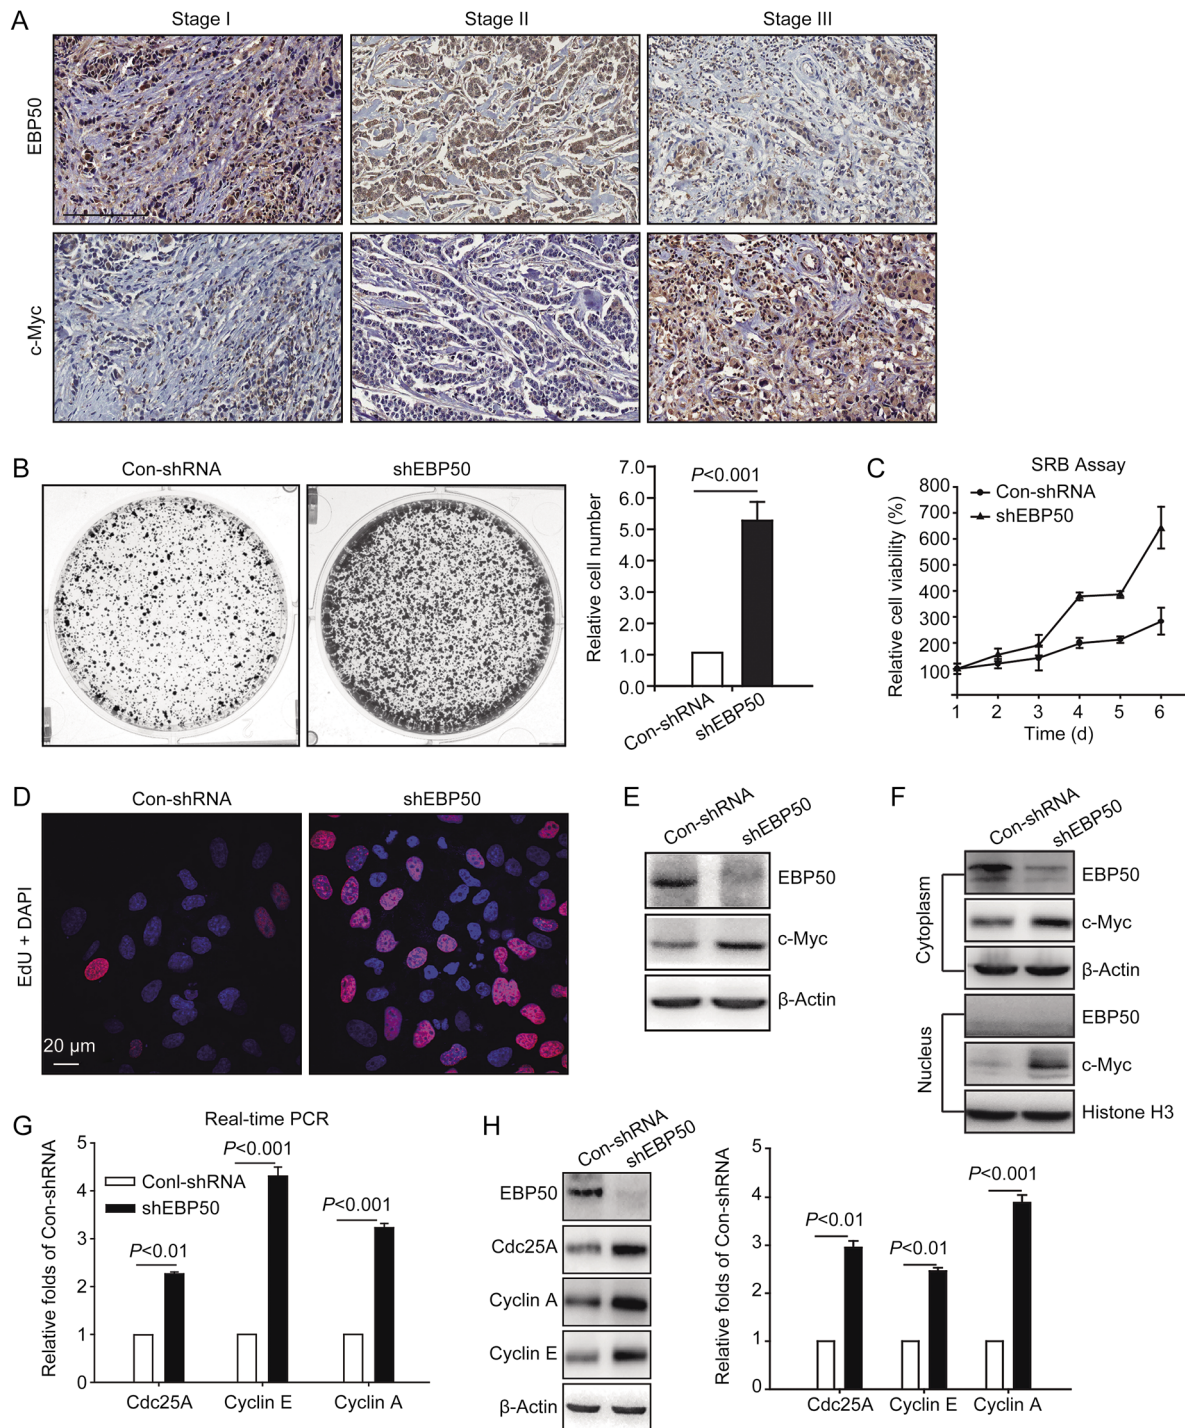 A
Stage I
Stage II
Stage III
EBP50
c-Myc
B
Con-shRNA
shEBP50
Relative cell number
7.0
6.0
5.0
4.0
3.0
2.0
1.0
0.0
P<0.001
Con-shRNA
shEBP50
C
SRB Assay
Relative cell viability (%)
800
700
600
500
400
300
200
100
Con-shRNA
shEBP50
1 2 3 4 5 6
Time (d)
D
Con-shRNA
shEBP50
EdU + DAPI
20 μm
E
Con-shRNA
shEBP50
EBP50
c-Myc
β-Actin
F
Con-shRNA
shEBP50
Cytoplasm
EBP50
c-Myc
β-Actin
Nucleus
EBP50
c-Myc
Histone H3
G
Real-time PCR
Relative folds of Con-shRNA
5
4
3
2
1
0
Conl-shRNA
shEBP50
P<0.01
P<0.001
P<0.001
Cdc25A Cyclin E Cyclin A
H
Con-shRNA
shEBP50
EBP50
Cdc25A
Cyclin A
Cyclin E
β-Actin
Relative folds of Con-shRNA
5
4
3
2
1
0
P<0.01
P<0.01
P<0.001
Cdc25A Cyclin E Cyclin A